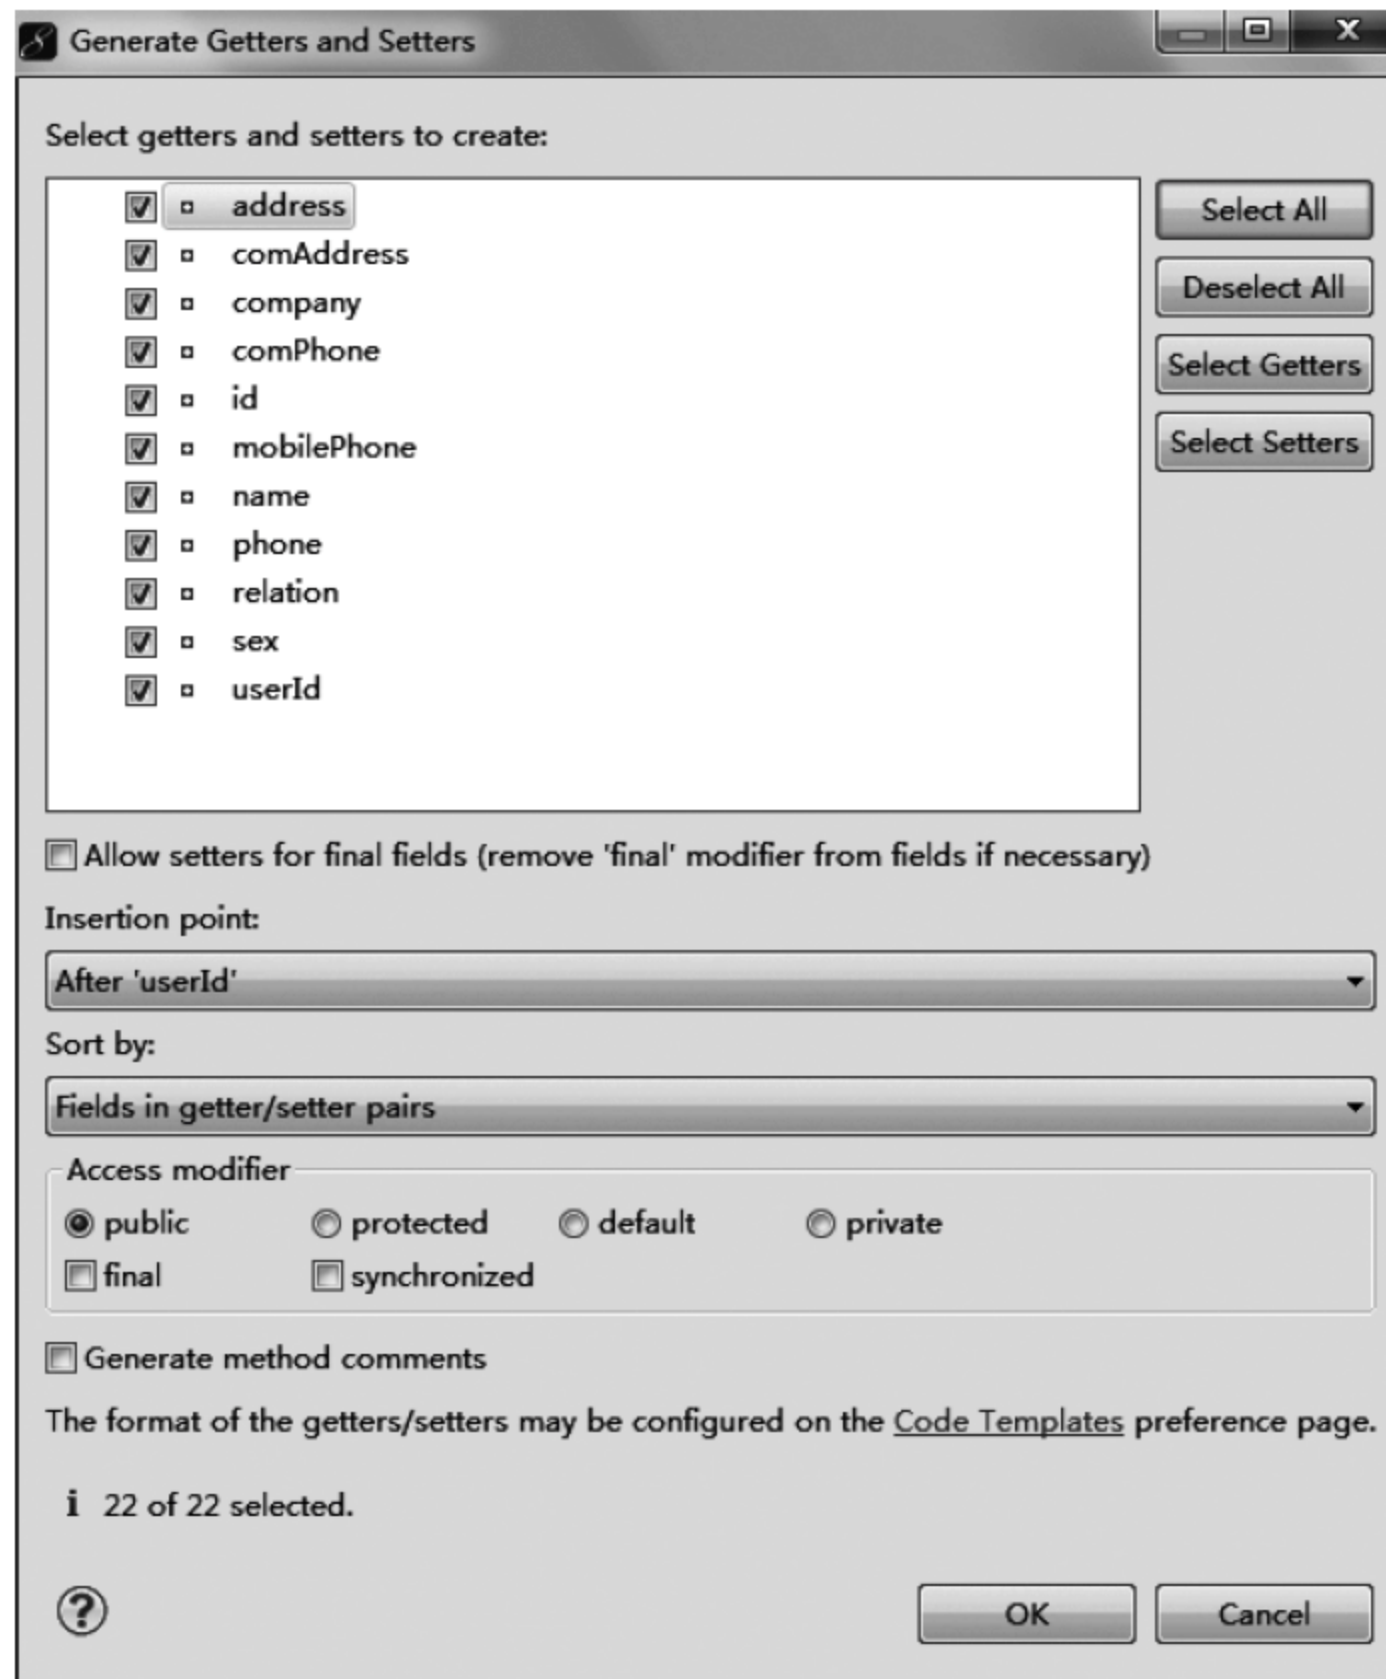 Generate Getters and Setters
Select getters and setters to create:
address
comAddress
company
comPhone
id
mobilePhone
name
phone
relation
sex
userId
Select All
Deselect All
Select Getters
Select Setters
Allow setters for final fields (remove 'final' modifier from fields if necessary)
Insertion point:
After 'userId'
Sort by:
Fields in getter/setter pairs
Access modifier
public protected default private
final synchronized
Generate method comments
The format of the getters/setters may be configured on the Code Templates preference page.
i 22 of 22 selected.
?
OK Cancel